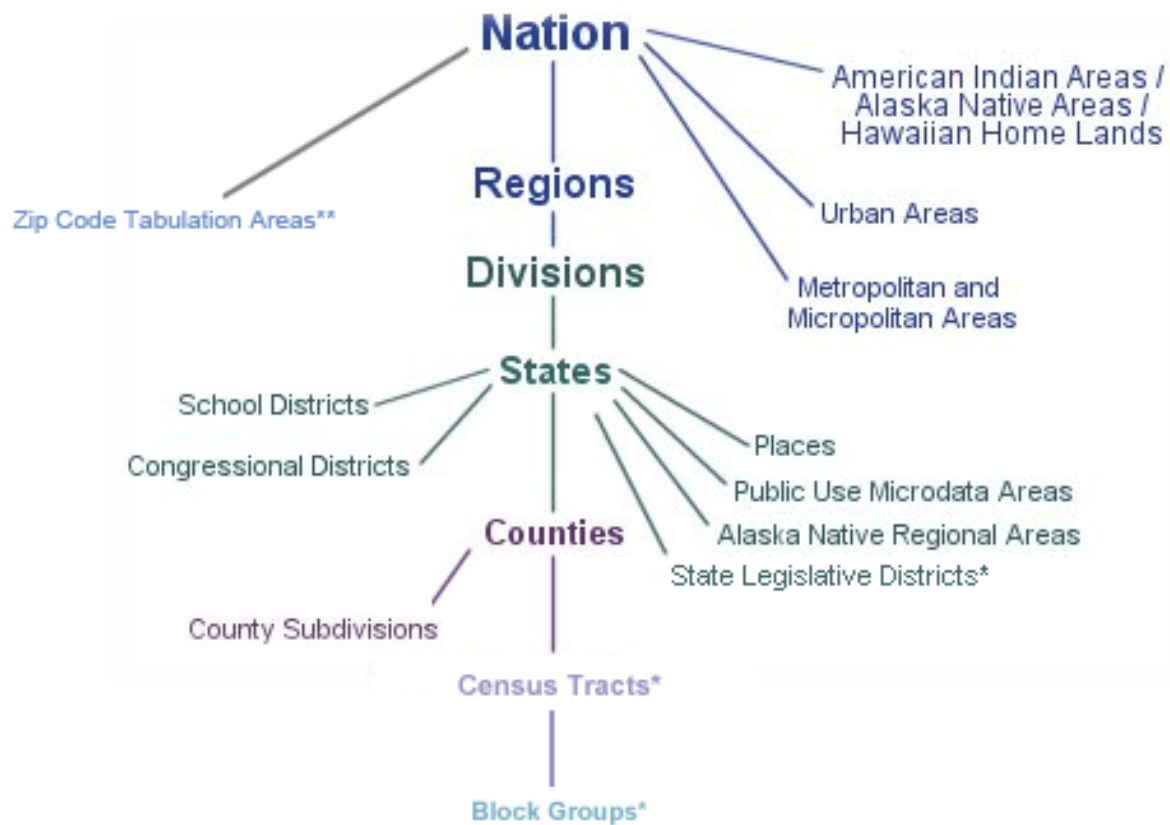 Nation
American Indian Areas /
Alaska Native Areas /
Hawaiian Home Lands
Regions
Zip Code Tabulation Areas**
Urban Areas
Divisions
Metropolitan and
Micropolitan Areas
States
School Districts
Places
Congressional Districts
Public Use Microdata Areas
Counties
Alaska Native Regional Areas
State Legislative Districts*
County Subdivisions
Census Tracts*
Block Groups*